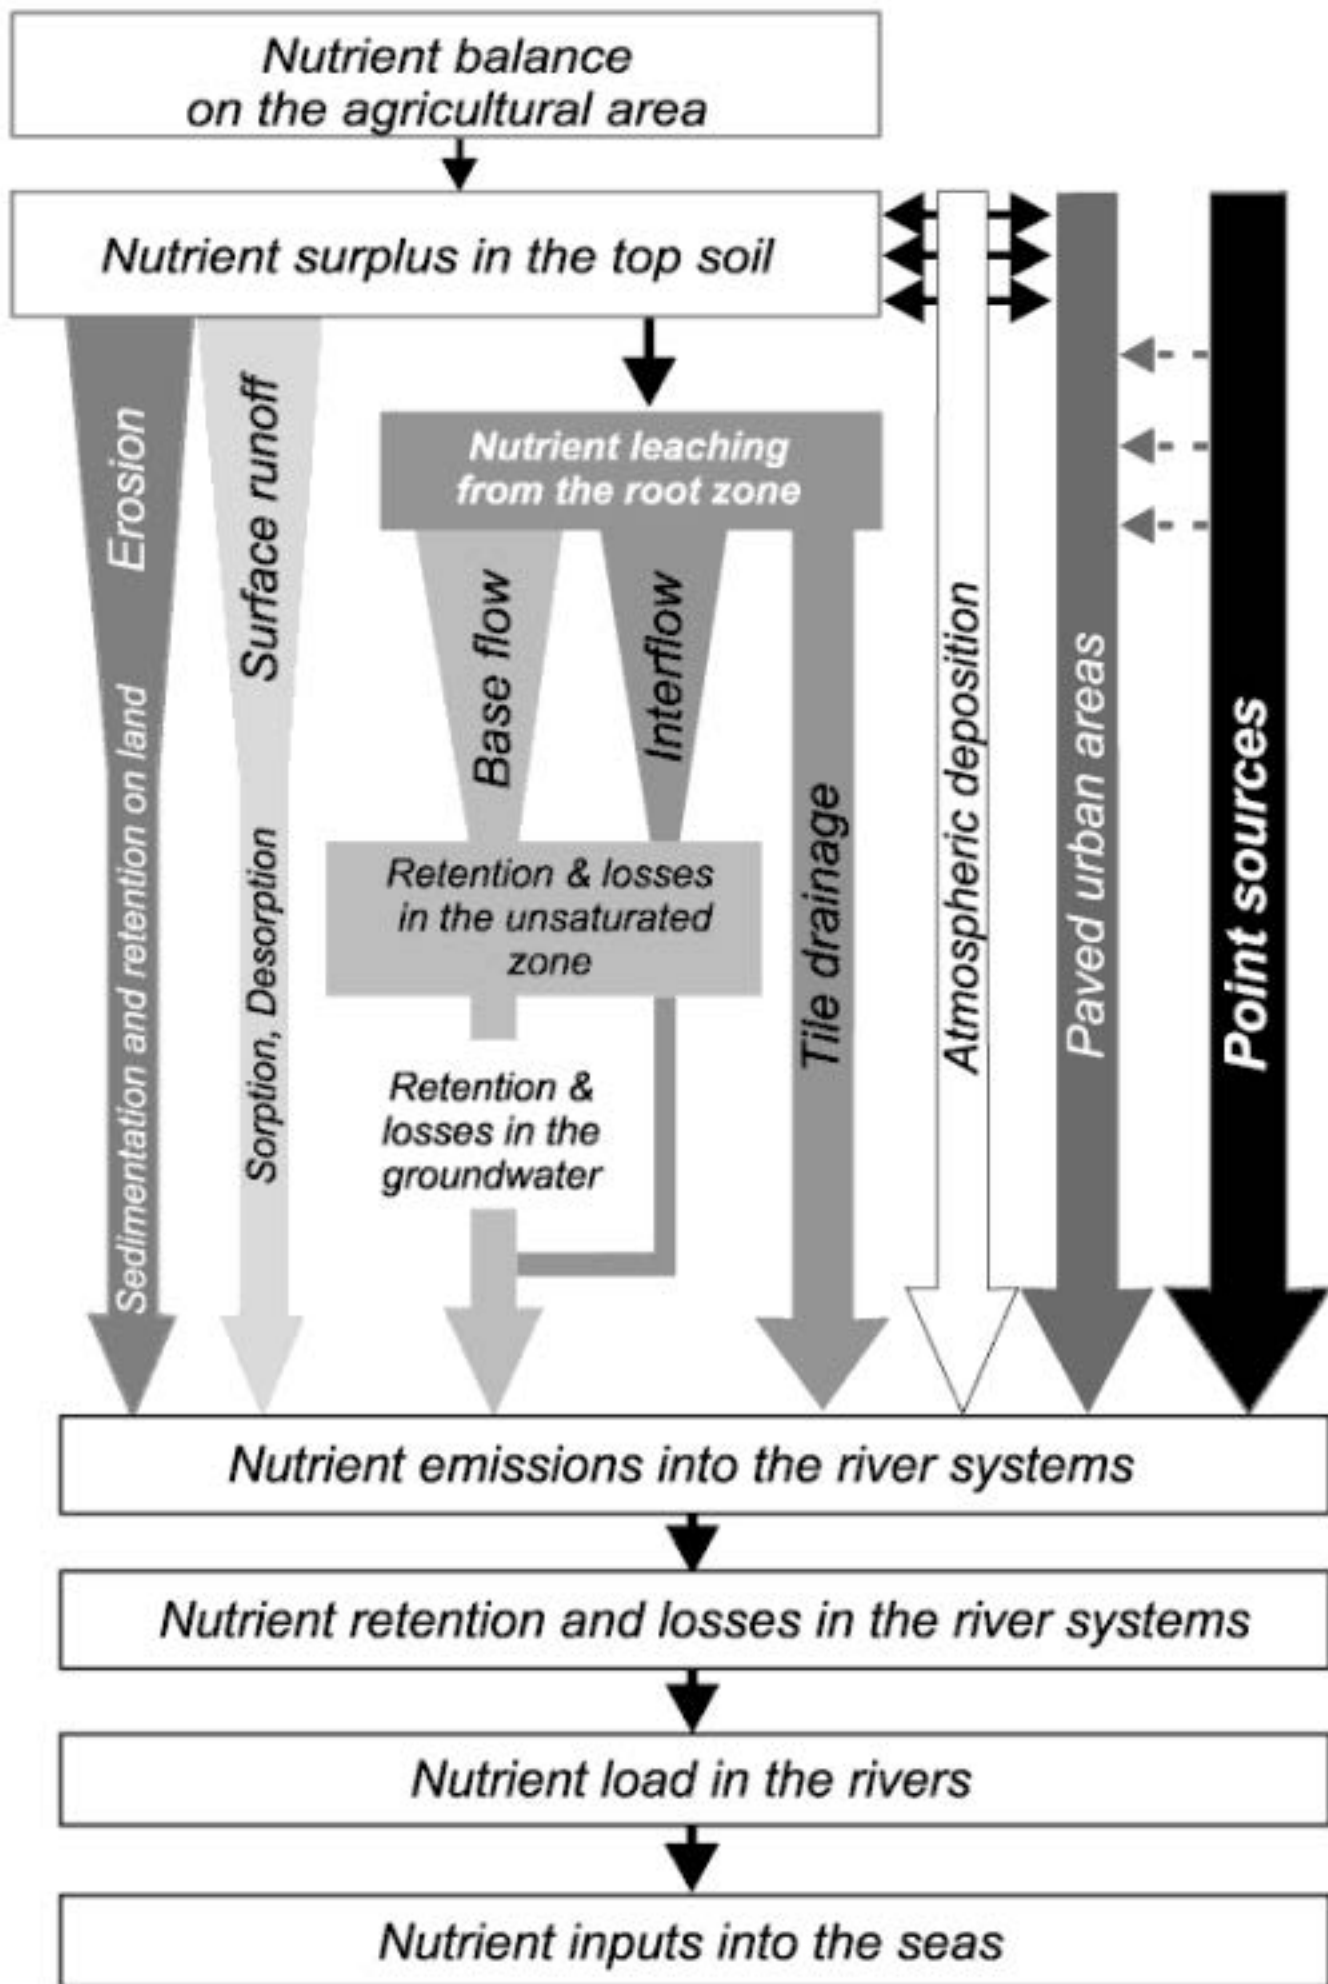 Nutrient balance
on the agricultural area
Nutrient surplus in the top soil
Erosion
Sedimentation and retention on land
Surface runoff
Sorption, Desorption
Nutrient leaching
from the root zone
Base flow
Interflow
Retention & losses
in the unsaturated
zone
Retention &
losses in the
groundwater
Tile drainage
Atmospheric deposition
Paved urban areas
Point sources
Nutrient emissions into the river systems
Nutrient retention and losses in the river systems
Nutrient load in the rivers
Nutrient inputs into the seas